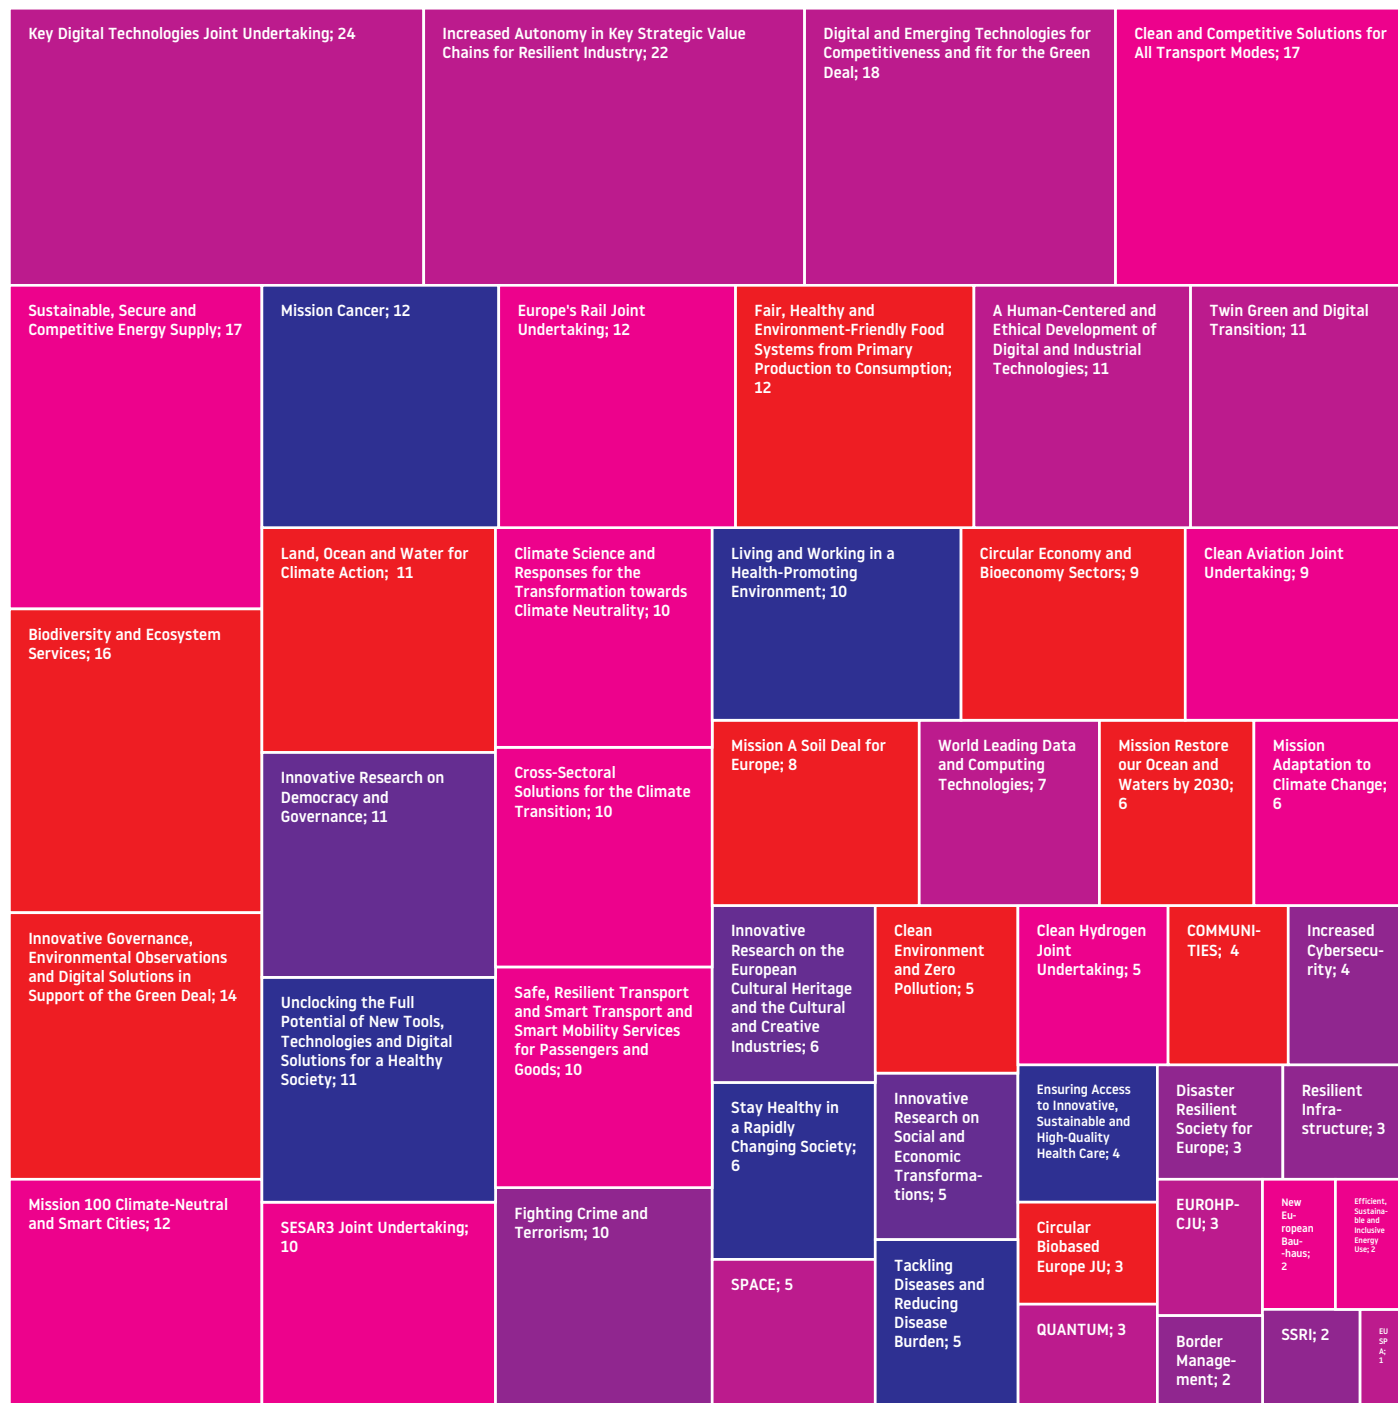 Key Digital Technologies Joint Undertaking; 24
Increased Autonomy in Key Strategic Value
Chains for Resilient Industry; 22
Digital and Emerging Technologies for
Competitiveness and fit for the Green
Deal; 18
Clean and Competitive Solutions for
All Transport Modes; 17
Sustainable, Secure and
Competitive Energy Supply; 17
Mission Cancer; 12
Europe's Rail Joint
Undertaking; 12
Fair, Healthy and
Environment-Friendly Food
Systems from Primary
Production to Consumption;
12
A Human-Centered and
Ethical Development of
Digital and Industrial
Technologies; 11
Twin Green and Digital
Transition; 11
Land, Ocean and Water for
Climate Action;  11
Climate Science and
Responses for the
Transformation towards
Climate Neutrality; 10
Living and Working in a
Health-Promoting
Environment; 10
Circular Economy and
Bioeconomy Sectors; 9
Clean Aviation Joint
Undertaking; 9
Biodiversity and Ecosystem
Services; 16
Mission A Soil Deal for
Europe; 8
World Leading Data
and Computing
Technologies; 7
Mission Restore
our Ocean and
Waters by 2030;
6
Mission
Adaptation to
Climate Change;
6
Innovative Research on
Democracy and
Governance; 11
Cross-Sectoral
Solutions for the Climate
Transition; 10
Innovative Governance,
Environmental Observations
and Digital Solutions in
Support of the Green Deal; 14
Innovative
Research on the
European
Cultural Heritage
and the Cultural
and Creative
Industries; 6
Clean
Environment
and Zero
Pollution; 5
Clean Hydrogen
Joint
Undertaking; 5
COMMUNI-
TIES;  4
Increased
Cybersecu-
rity; 4
Unclocking the Full
Potential of New Tools,
Technologies and Digital
Solutions for a Healthy
Society; 11
Safe, Resilient Transport
and Smart Transport and
Smart Mobility Services
for Passengers and
Goods; 10
Stay Healthy in
a Rapidly
Changing Society;
6
Innovative
Research on
Social and
Economic
Transforma-
tions; 5
Ensuring Access
to Innovative,
Sustainable and
High-Quality
Health Care; 4
Disaster
Resilient
Society for
Europe; 3
Resilient
Infra-
structure; 3
Mission 100 Climate-Neutral
and Smart Cities; 12
SESAR3 Joint Undertaking;
10
Fighting Crime and
Terrorism; 10
SPACE; 5
Tackling
Diseases and
Reducing
Disease
Burden; 5
Circular
Biobased
Europe JU; 3
QUANTUM; 3
EUROHP-
CJU; 3
New
Eu-
ropean
Bau-
-haus;
2
Efficient,
Sustaina-
ble and
Inclusive
Energy
Use; 2
Border
Manage-
ment; 2
SSRI; 2
EU
SP
A;
1